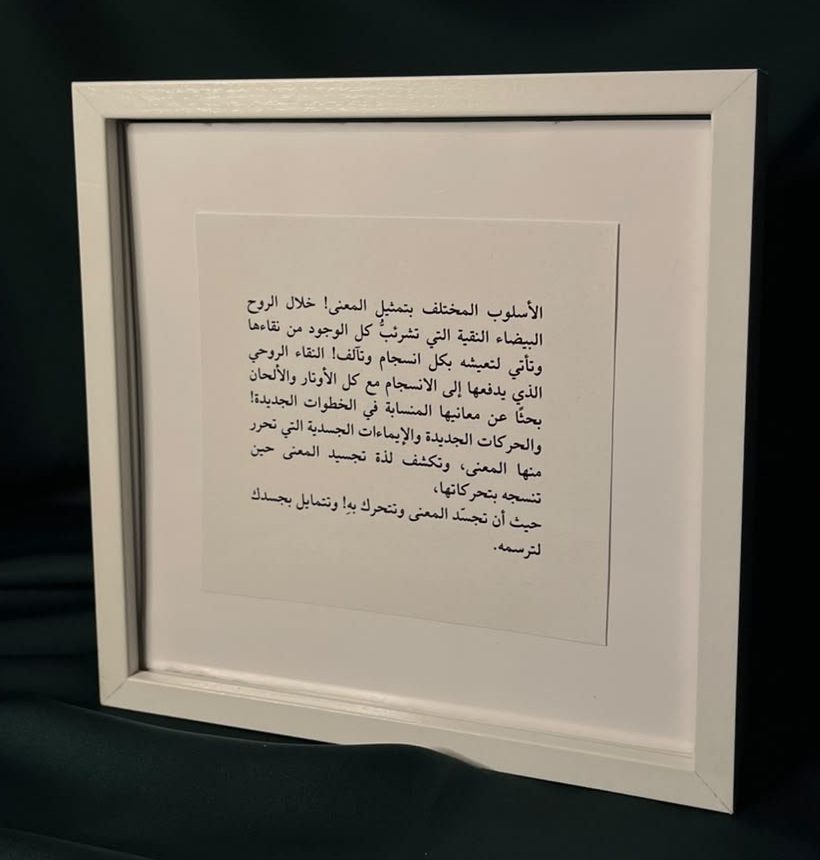 الأسلوب المختلف بتمثيل المعنى! خلال الروح
البيضاء النقية التي تشرئبُّ كل الوجود من نقاءها
وتأتي لتعيشه بكل انسجام وتآلف! النقاء الروحي
الذي يدفعها إلى الانسجام مع كل الأوتار والألحان
بحثًا عن معانيها المنسابة في الخطوات الجديدة!
والحركات الجديدة والإيماءات الجسدية التي تحرر
منها المعنى، وتكشف لذة تجسيد المعنى حين
تنسجه بتحركاتها،
حيث أن تجسّد المعنى وتتحرك بهِ! وتتمايل بجسدك
لترسمه.